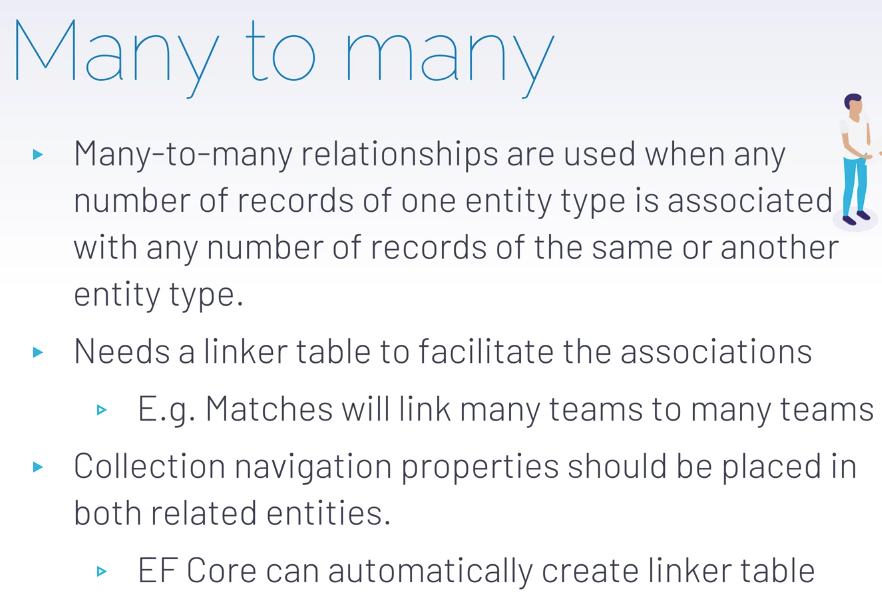 Many to many
Many-to-many relationships are used when any
number of records of one entity type is associated
with any number of records of the same or another
entity type.
Needs a linker table to facilitate the associations
E.g. Matches will link many teams to many teams
Collection navigation properties should be placed in
both related entities.
EF Core can automatically create linker table